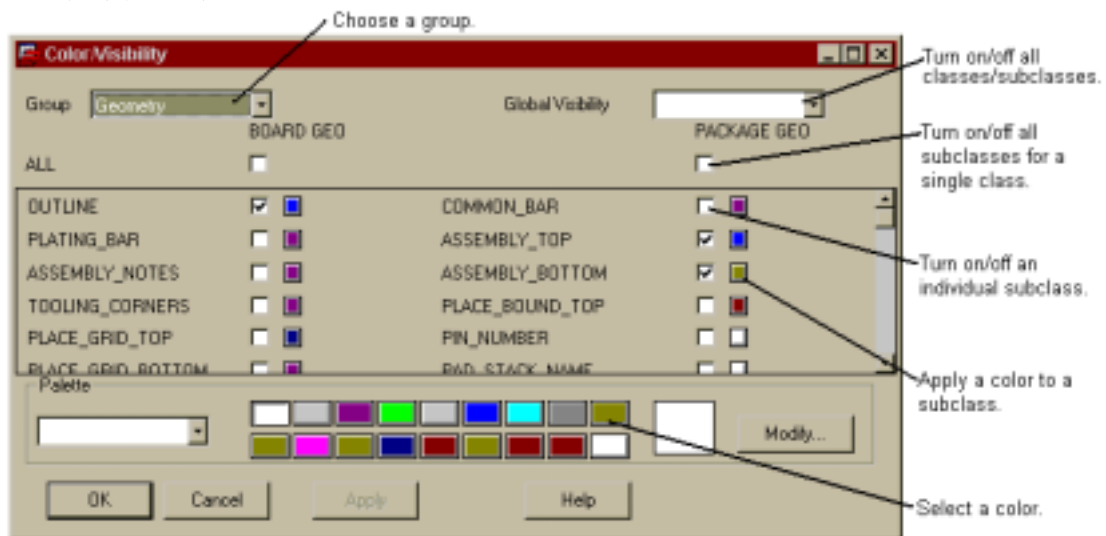 Choose a group.
Color/Visibility
Turn on/off all
classes/subclasses.
Group Geometry Global Visibility
BOARD GEO PACKAGE GEO
Turn on/off all
subclasses for a
single class.
ALL
OUTLINE COMMON_BAR
PLATING_BAR ASSEMBLY_TOP
ASSEMBLY_NOTES ASSEMBLY_BOTTOM
Turn on/off an
individual subclass.
TOOLING_CORNERS PLACE_BOUND_TOP
PLACE_GRID_TOP PIN_NUMBER
PLACE_GRID_BOTTOM PAD_STACK_NAME
Palette
Apply a color to a
subclass.
Modify...
OK Cancel Apply Help
Select a color.